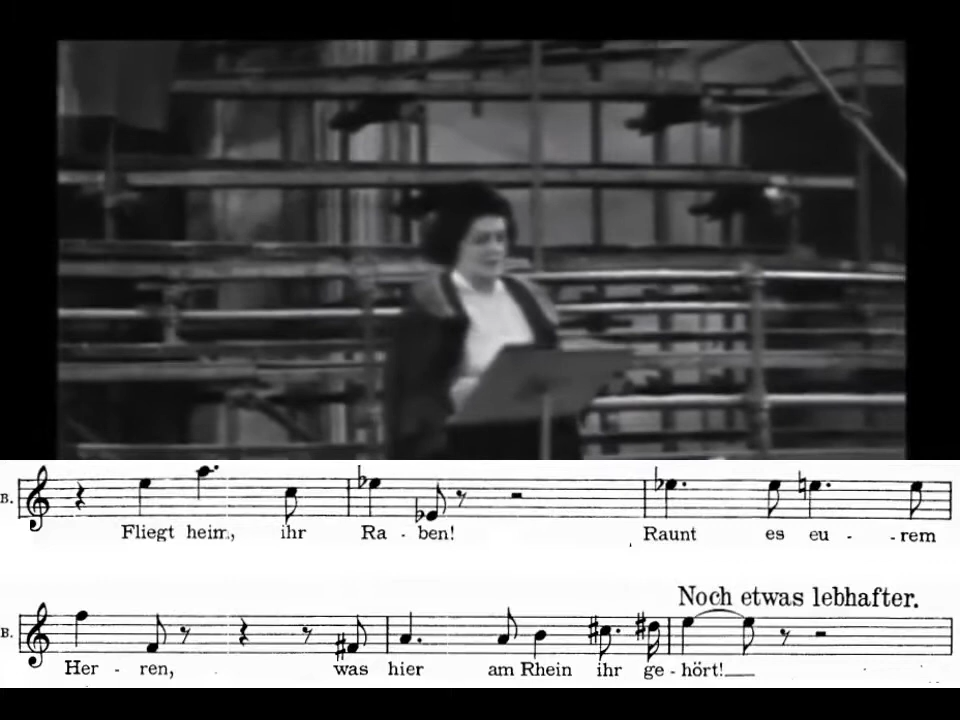 B.
Fliegt heim, ihr Ra - ben! Raunt es eu - - rem
Noch etwas lebhafter.
B.
Her - ren, was hier am Rhein ihr ge - hört!